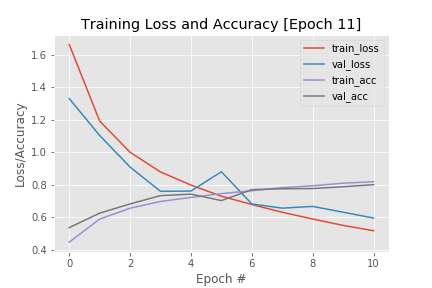 Training Loss and Accuracy [Epoch 11]
train_loss
val_loss
train_acc
val_acc
Loss/Accuracy
1.6
1.4
1.2
1.0
0.8
0.6
0.4
0 2 4 6 8 10
Epoch #